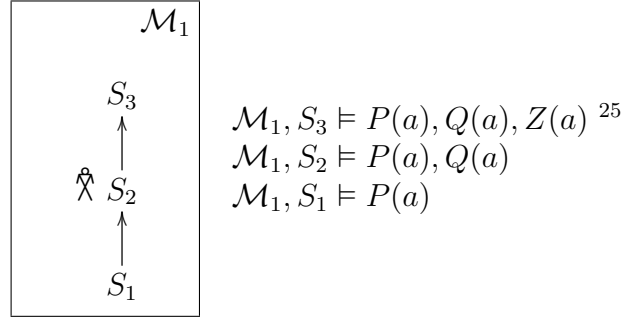 ℳ₁
S₃
S₂
S₁
ℳ₁, S₃ ⊨ P(a), Q(a), Z(a) ²⁵
ℳ₁, S₂ ⊨ P(a), Q(a)
ℳ₁, S₁ ⊨ P(a)